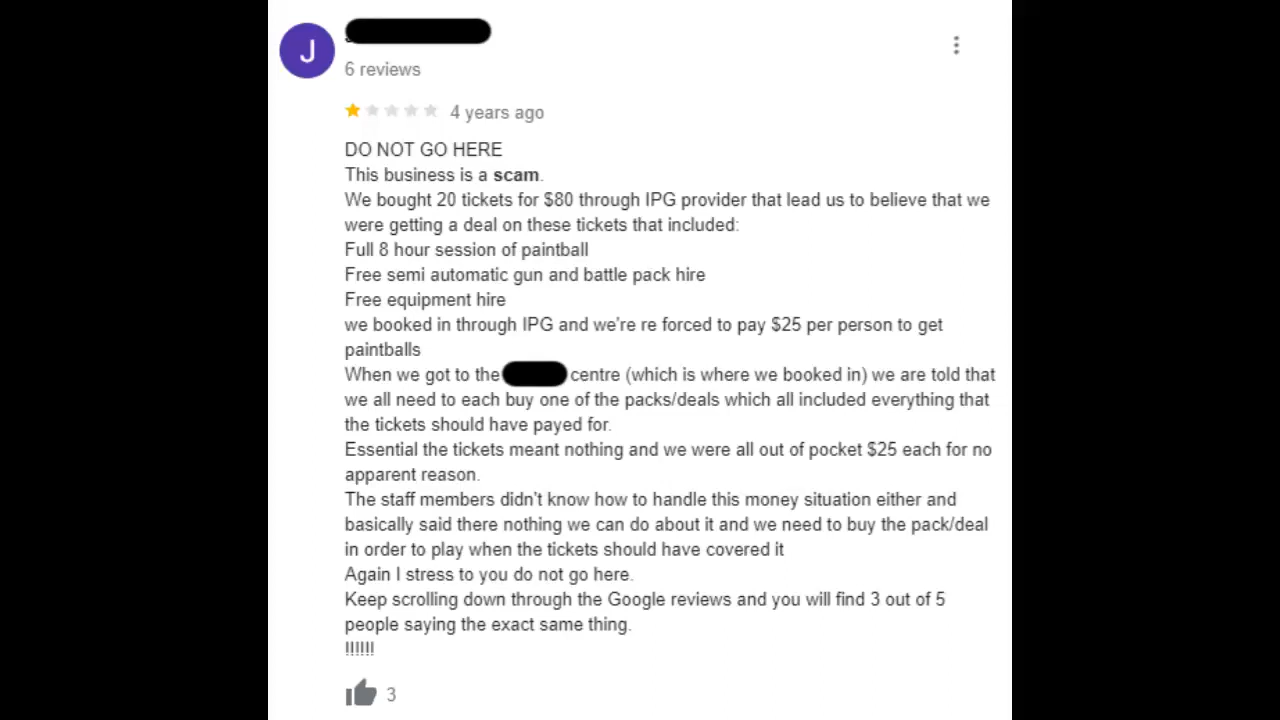 J
6 reviews
4 years ago
DO NOT GO HERE
This business is a scam.
We bought 20 tickets for $80 through IPG provider that lead us to believe that we
were getting a deal on these tickets that included:
Full 8 hour session of paintball
Free semi automatic gun and battle pack hire
Free equipment hire
we booked in through IPG and we're re forced to pay $25 per person to get
paintballs
When we got to the centre (which is where we booked in) we are told that
we all need to each buy one of the packs/deals which all included everything that
the tickets should have payed for.
Essential the tickets meant nothing and we were all out of pocket $25 each for no
apparent reason.
The staff members didn't know how to handle this money situation either and
basically said there nothing we can do about it and we need to buy the pack/deal
in order to play when the tickets should have covered it
Again I stress to you do not go here.
Keep scrolling down through the Google reviews and you will find 3 out of 5
people saying the exact same thing.
!!!!!!
3